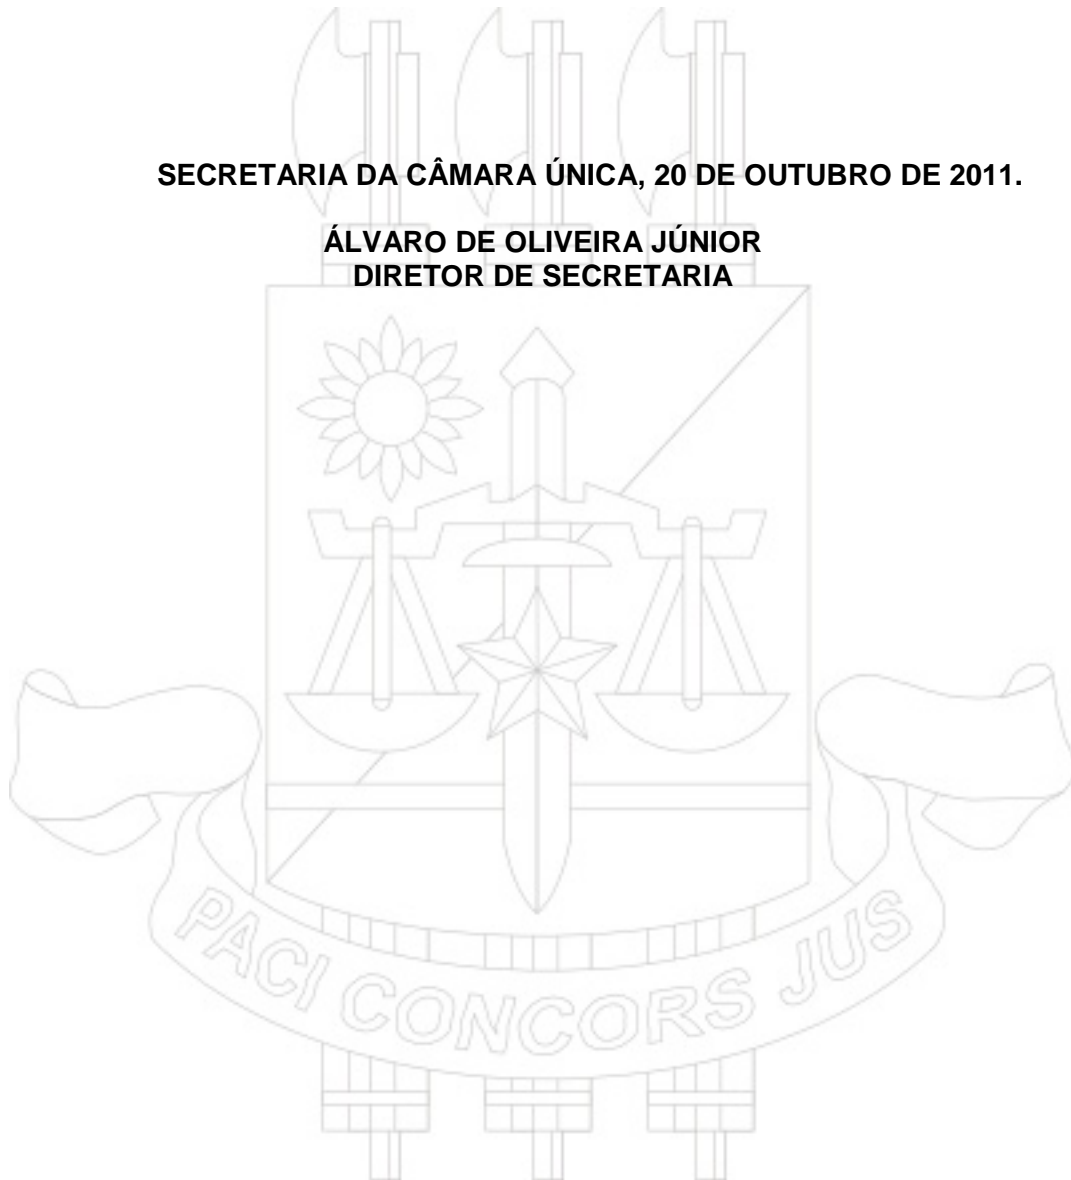 SECRETARIA DA CÂMARA ÚNICA, 20 DE OUTUBRO DE 2011.
ÁLVARO DE OLIVEIRA JÚNIOR
DIRETOR DE SECRETARIA
PACI CONCORS JUS